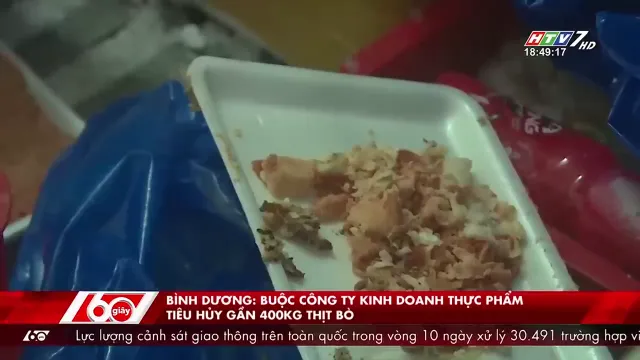 HTV7 HD
18:49:17
60 giây
BÌNH DƯƠNG: BUỘC CÔNG TY KINH DOANH THỰC PHẨM
TIÊU HỦY GẦN 400KG THỊT BÒ
60 Lực lượng cảnh sát giao thông trên toàn quốc trong vòng 10 ngày xử lý 30.491 trường hợp vi